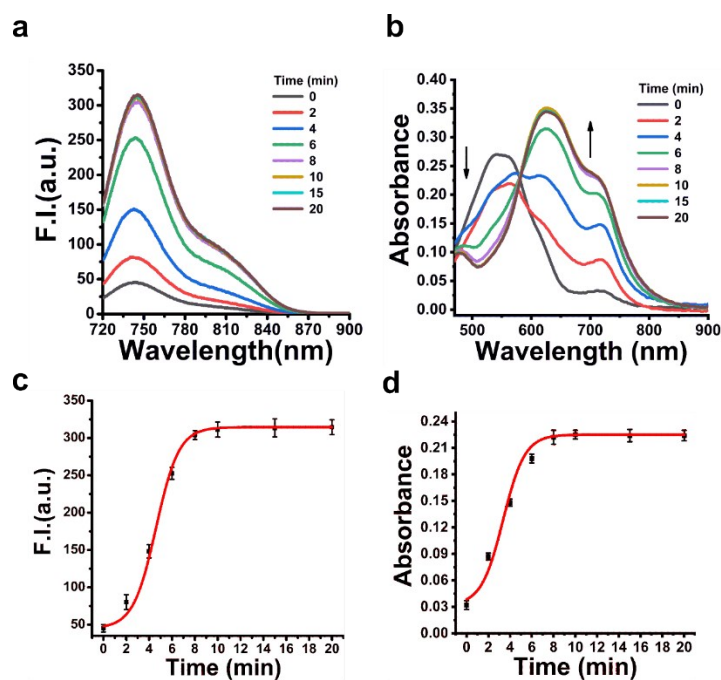 a
F.I.(a.u.)
350
300
250
200
150
100
50
0
720 750 780 810 840 870 900
Wavelength(nm)
Time (min)
0
2
4
6
8
10
15
20
b
Absorbance
0.40
0.35
0.30
0.25
0.20
0.15
0.10
0.05
0.00
500 600 700 800 900
Wavelength (nm)
Time (min)
0
2
4
6
8
10
15
20
c
F.I.(a.u.)
350
300
250
200
150
100
50
0 2 4 6 8 10 12 14 16 18 20
Time (min)
d
Absorbance
0.24
0.21
0.18
0.15
0.12
0.09
0.06
0.03
0.00
0 2 4 6 8 10 12 14 16 18 20
Time (min)